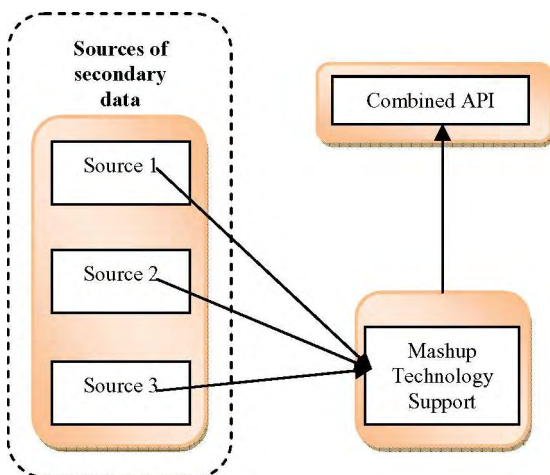 Sources of
secondary
data
Source 1
Source 2
Source 3
Combined API
Mashup
Technology
Support